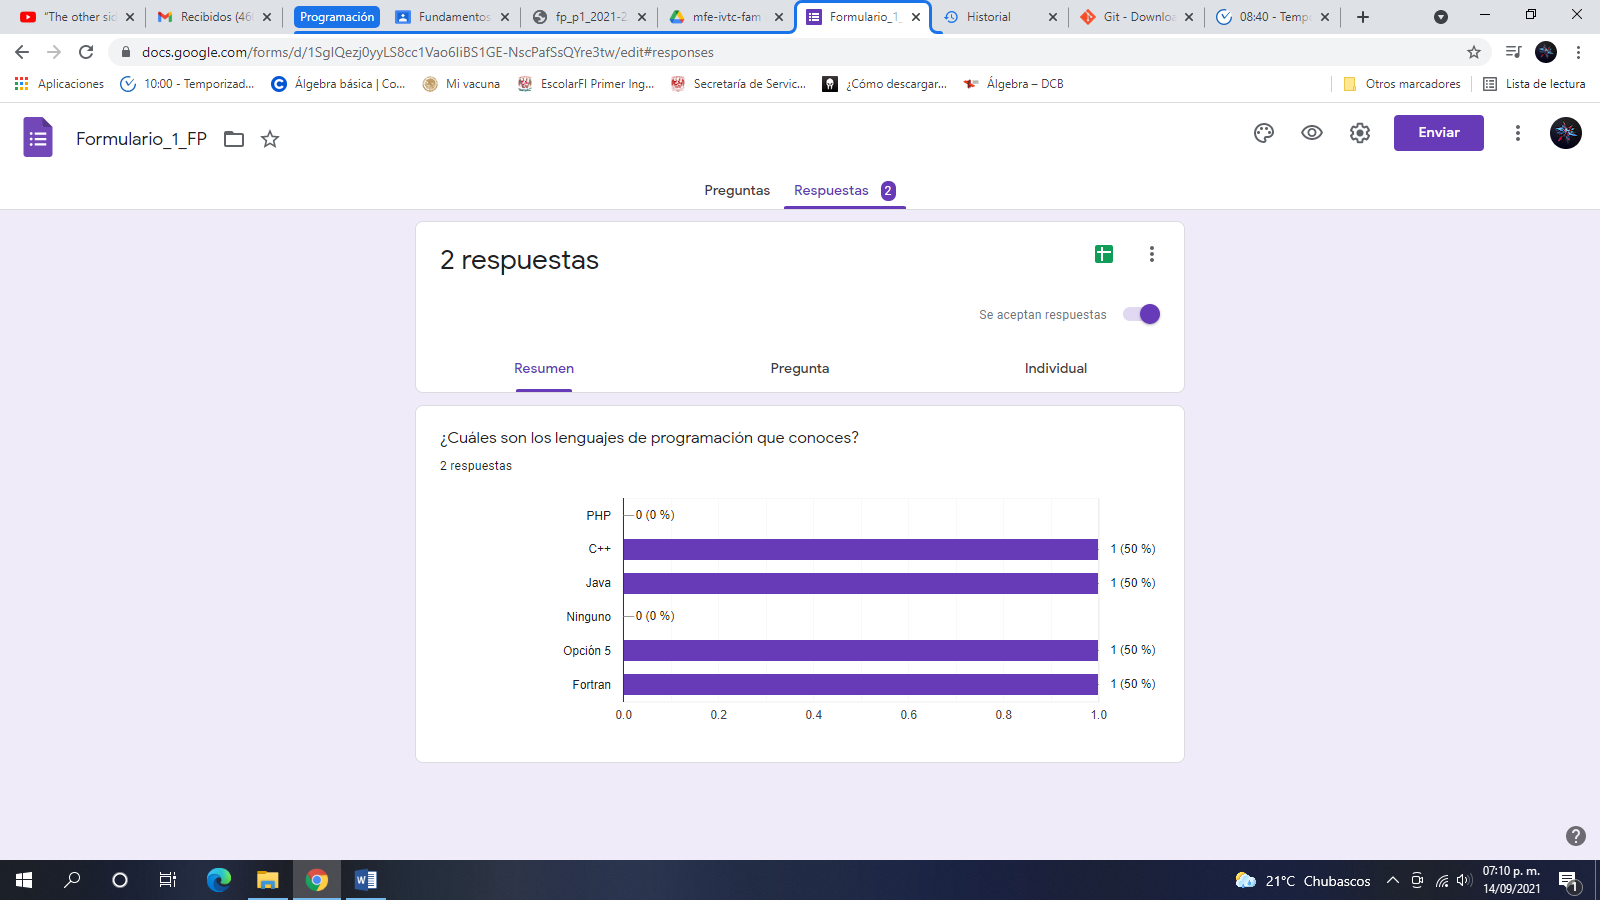 "The other sid
Recibidos (46
Programación
Fundamentos
fp_p1_2021-2
mfe-ivtc-fam
Formulario_1_
Historial
Git - Downloa
08:40 - Tempo
docs.google.com/forms/d/1SgIQezj0yyLS8cc1Vao6IiBS1GE-NscPafSsQYre3tw/edit#responses
Aplicaciones
10:00 - Temporizad...
Álgebra básica | Co...
Mi vacuna
EscolarFI Primer Ing...
Secretaría de Servic...
¿Cómo descargar...
Álgebra – DCB
Otros marcadores
Lista de lectura
Formulario_1_FP
Enviar
Preguntas
Respuestas 2
2 respuestas
Se aceptan respuestas
Resumen
Pregunta
Individual
¿Cuáles son los lenguajes de programación que conoces?
2 respuestas
PHP 0 (0 %)
C++ 1 (50 %)
Java 1 (50 %)
Ninguno 0 (0 %)
Opción 5 1 (50 %)
Fortran 1 (50 %)
0.0 0.2 0.4 0.6 0.8 1.0
21°C Chubascos
07:10 p. m.
14/09/2021
1